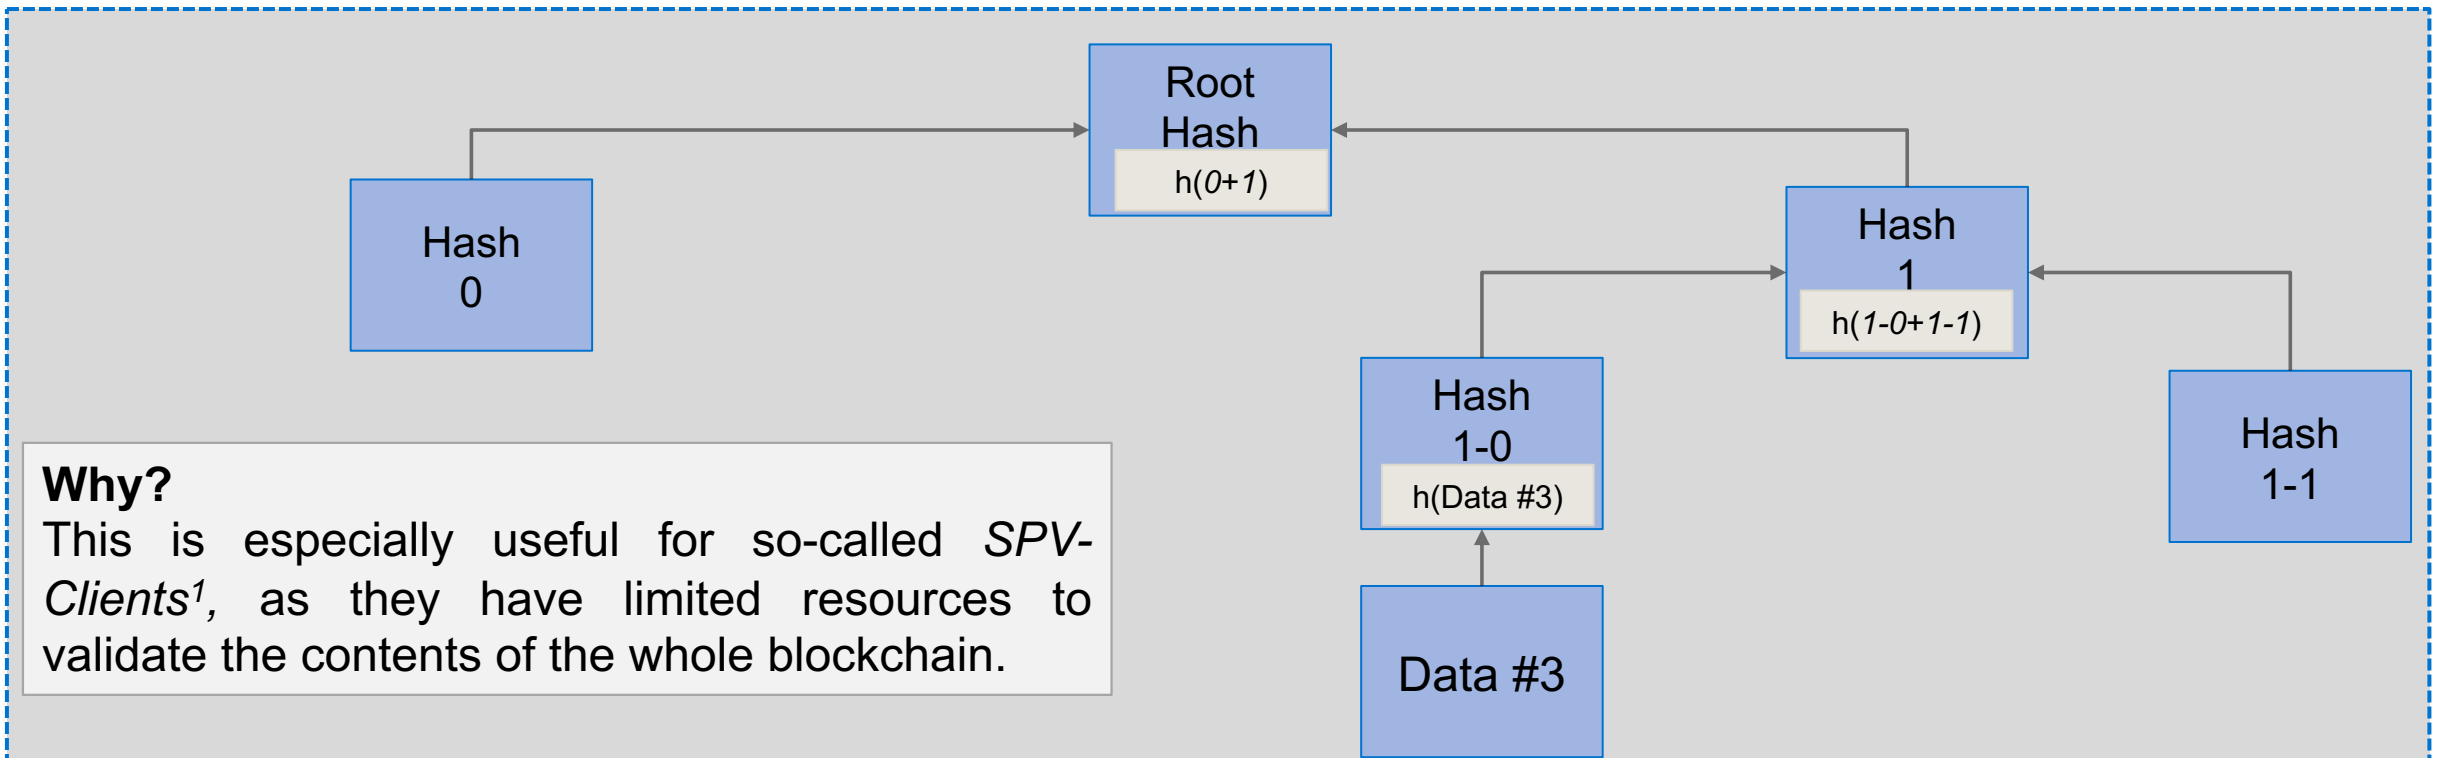 Root
Hash
h(0+1)
Hash
0
Hash
1
h(1-0+1-1)
Hash
1-0
h(Data #3)
Hash
1-1
Data #3
Why?
This is especially useful for so-called SPV-
Clients¹, as they have limited resources to
validate the contents of the whole blockchain.